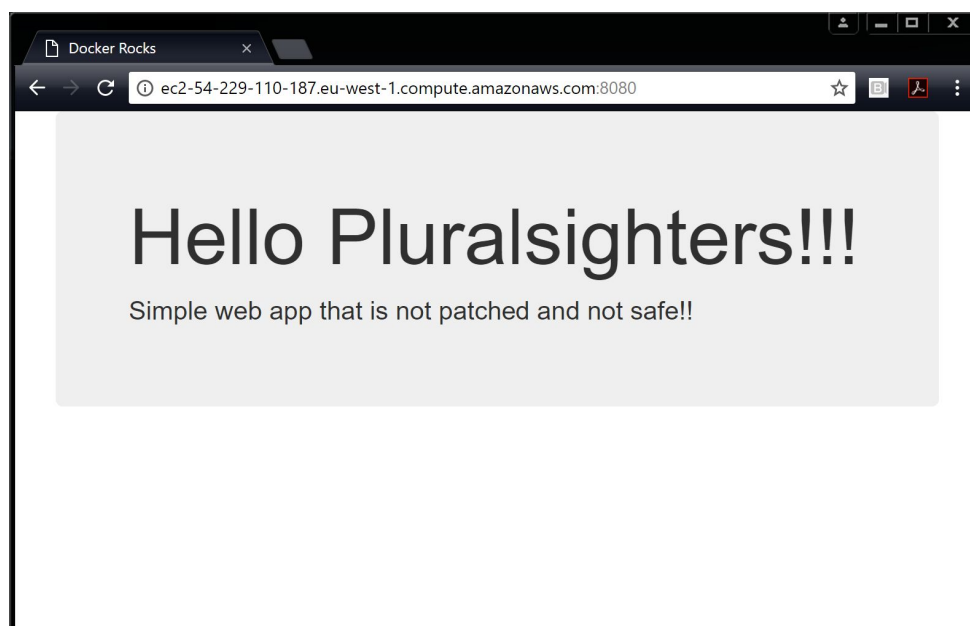 Docker Rocks
ec2-54-229-110-187.eu-west-1.compute.amazonaws.com:8080
Hello Pluralsighters!!!
Simple web app that is not patched and not safe!!